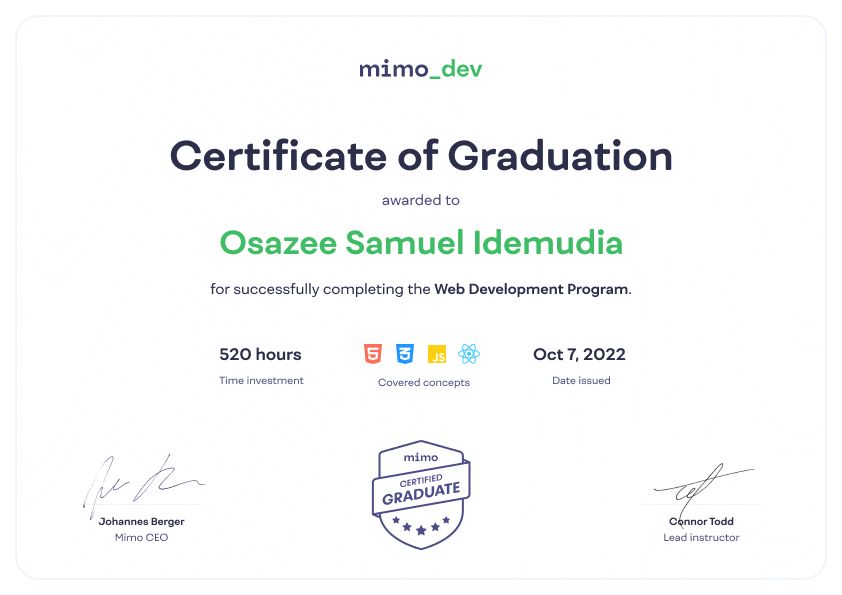 mimo_dev
Certificate of Graduation
awarded to
Osazee Samuel Idemudia
for successfully completing the Web Development Program.
520 hours
Time investment
5 3 JS
Covered concepts
Oct 7, 2022
Date issued
Johannes Berger
Mimo CEO
mimo
CERTIFIED
GRADUATE
Connor Todd
Lead instructor